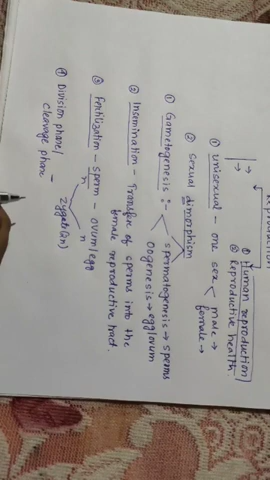 Reproduction
① Human reproduction
② Reproductive health
① unisexual - one sex < male →
female →
② sexual dimorphism
① Gametogenesis :- < spermatogenesis → sperms
Oogenesis → egg/ovum
② Insemination - Transfer of sperms into the
female reproductive tract.
③ Fertilization - sperm - ovum/egg
n n
zygote(2n)
④ Division phase/
cleavage phase -